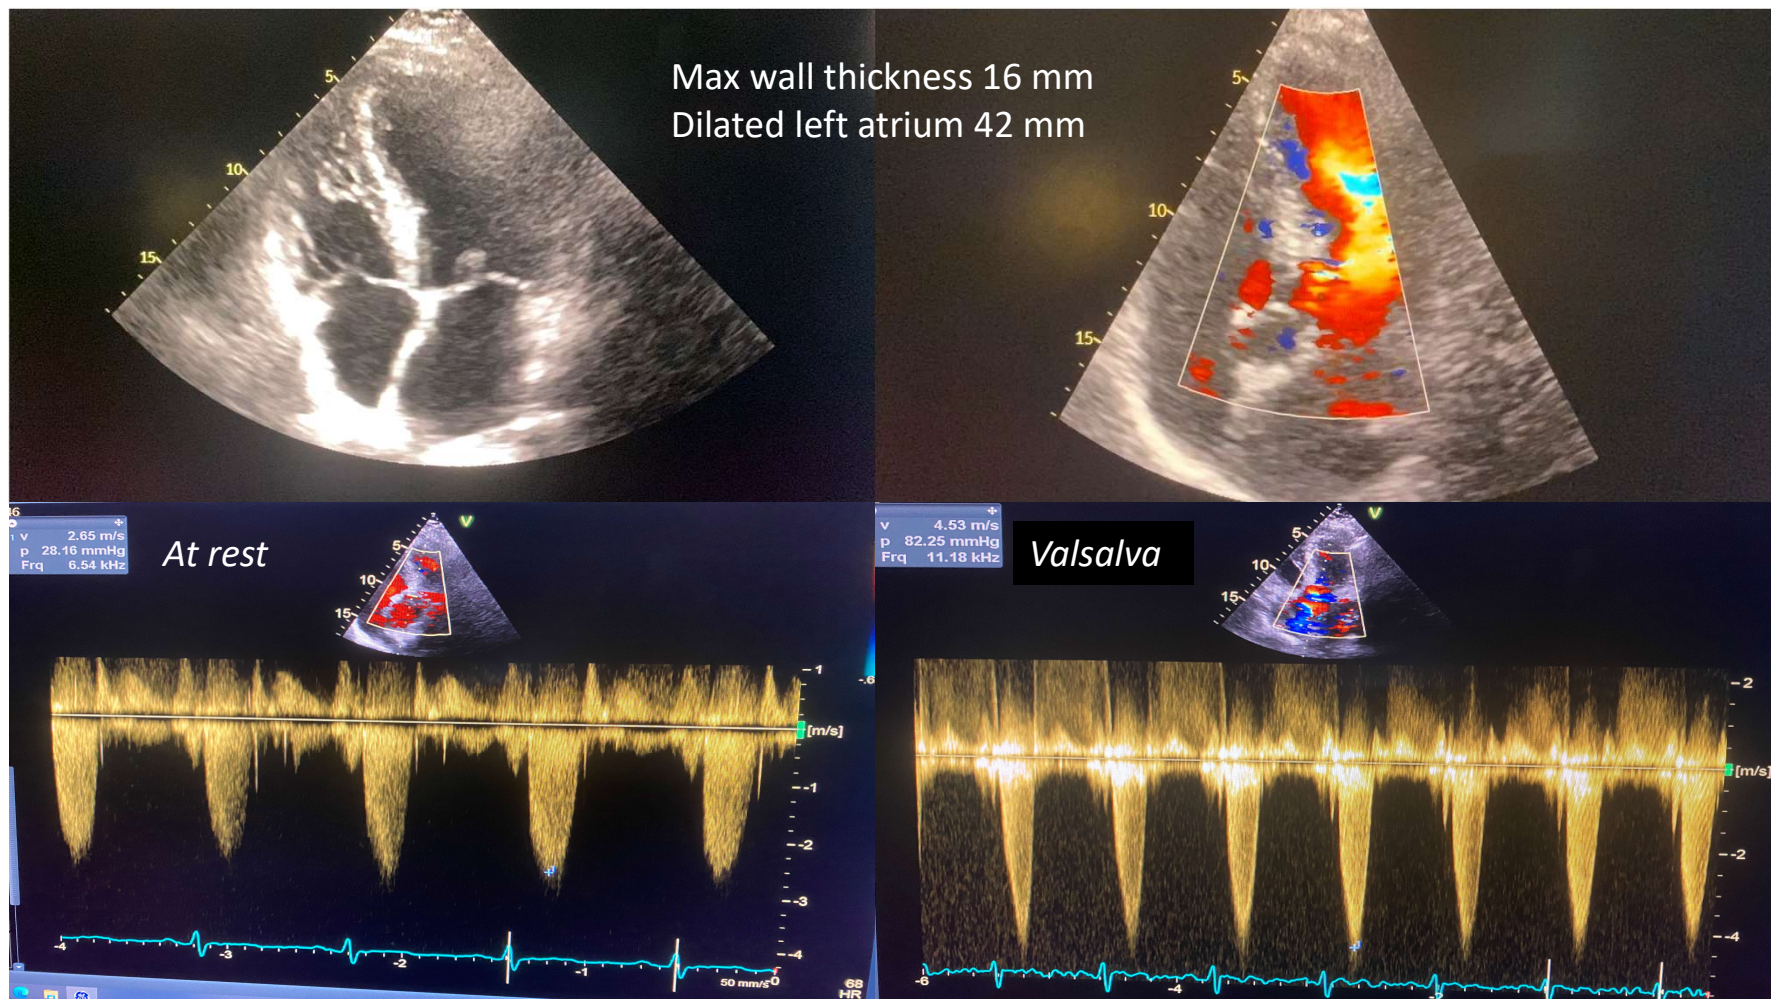 Max wall thickness 16 mm
Dilated left atrium 42 mm
5
10
15
5
10
15
v 2.65 m/s
p 28.16 mmHg
Frq 6.54 kHz
At rest
V
5
10
15
1
[m/s]
-1
-2
-3
-4
-4
-3
-2
-1
0
50 mm/s
68
HR
v 4.53 m/s
p 82.25 mmHg
Frq 11.18 kHz
Valsalva
V
5
10
15
-.6
2
[m/s]
-2
-4
-6
-4
-2